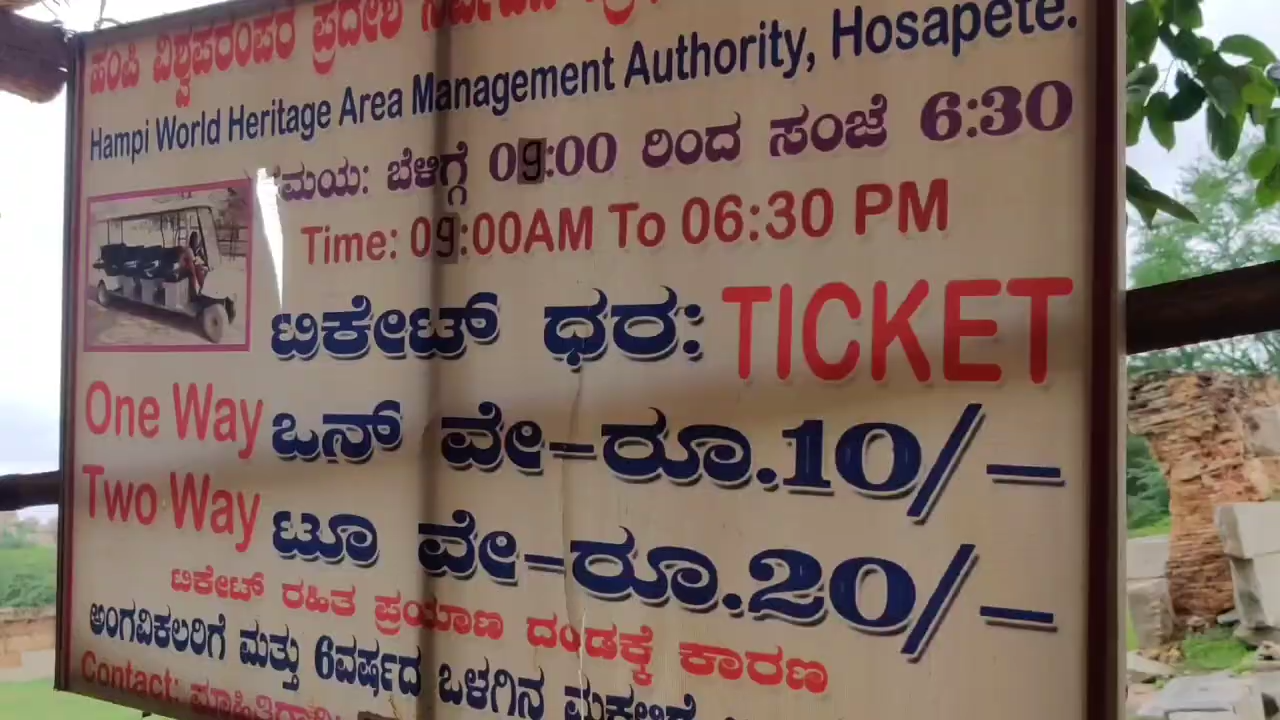 ಹಂಪಿ ವಿಶ್ವಪರಂಪರೆ ಪ್ರದೇಶ ನಿರ್ವಹಣಾ
Hampi World Heritage Area Management Authority, Hosapete.
ಸಮಯ: ಬೆಳಿಗ್ಗೆ 09:00 ರಿಂದ ಸಂಜೆ 6:30
Time: 09:00AM To 06:30 PM
ಟಿಕೇಟ್ ಧರ: TICKET
One Way ಒನ್ ವೇ-ರೂ.10/-
Two Way ಟೂ ವೇ-ರೂ.20/-
ಟಿಕೇಟ್ ರಹಿತ ಪ್ರಯಾಣ ದಂಡಕ್ಕೆ ಕಾರಣ
ಅಂಗವಿಕಲರಿಗೆ ಮತ್ತು 6ವರ್ಷದ ಒಳಗಿನ ಮಕ್ಕಳಿಗೆ
Contact: